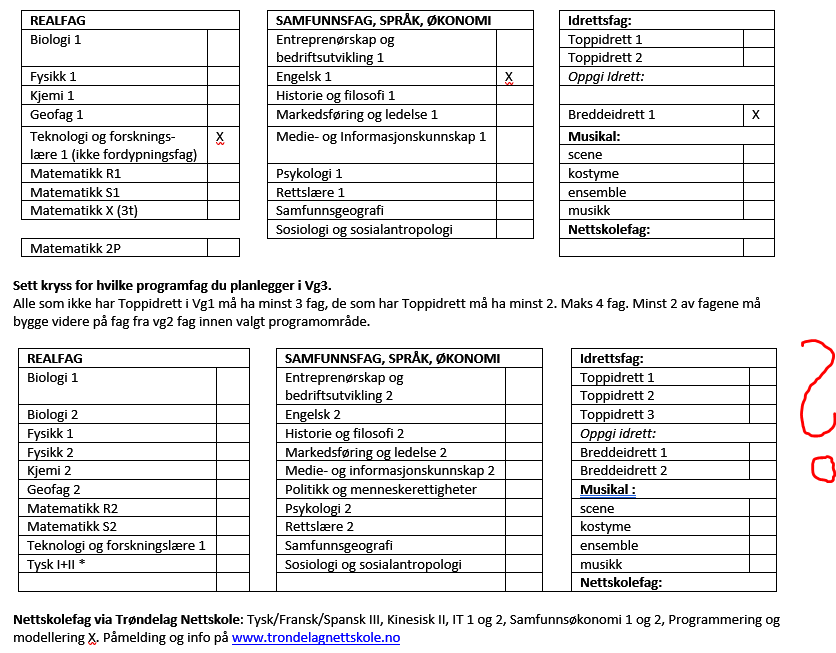 REALFAG
Biologi 1
Fysikk 1
Kjemi 1
Geofag 1
Teknologi og forsknings- X
lære 1 (ikke fordypningsfag)
Matematikk R1
Matematikk S1
Matematikk X (3t)
Matematikk 2P
SAMFUNNSFAG, SPRÅK, ØKONOMI
Entreprenørskap og
bedriftsutvikling 1
Engelsk 1 X
Historie og filosofi 1
Markedsføring og ledelse 1
Medie- og Informasjonskunnskap 1
Psykologi 1
Rettslære 1
Samfunnsgeografi
Sosiologi og sosialantropologi
Idrettsfag:
Toppidrett 1
Toppidrett 2
Oppgi Idrett:
Breddeidrett 1 X
Musikal:
scene
kostyme
ensemble
musikk
Nettskolefag:
Sett kryss for hvilke programfag du planlegger i Vg3.
Alle som ikke har Toppidrett i Vg1 må ha minst 3 fag, de som har Toppidrett må ha minst 2. Maks 4 fag. Minst 2 av fagene må
bygge videre på fag fra vg2 fag innen valgt programområde.
REALFAG
Biologi 1
Biologi 2
Fysikk 1
Fysikk 2
Kjemi 2
Geofag 2
Matematikk R2
Matematikk S2
Teknologi og forskningslære 1
Tysk I+II *
SAMFUNNSFAG, SPRÅK, ØKONOMI
Entreprenørskap og
bedriftsutvikling 2
Engelsk 2
Historie og filosofi 2
Markedsføring og ledelse 2
Medie- og informasjonskunnskap 2
Politikk og menneskerettigheter
Psykologi 2
Rettslære 2
Samfunnsgeografi
Sosiologi og sosialantropologi
Idrettsfag:
Toppidrett 1
Toppidrett 2
Toppidrett 3
Oppgi idrett:
Breddeidrett 1
Breddeidrett 2
Musikal :
scene
kostyme
ensemble
musikk
Nettskolefag:
?
Nettskolefag via Trøndelag Nettskole: Tysk/Fransk/Spansk III, Kinesisk II, IT 1 og 2, Samfunnsøkonomi 1 og 2, Programmering og
modellering X. Påmelding og info på www.trondelagnettskole.no